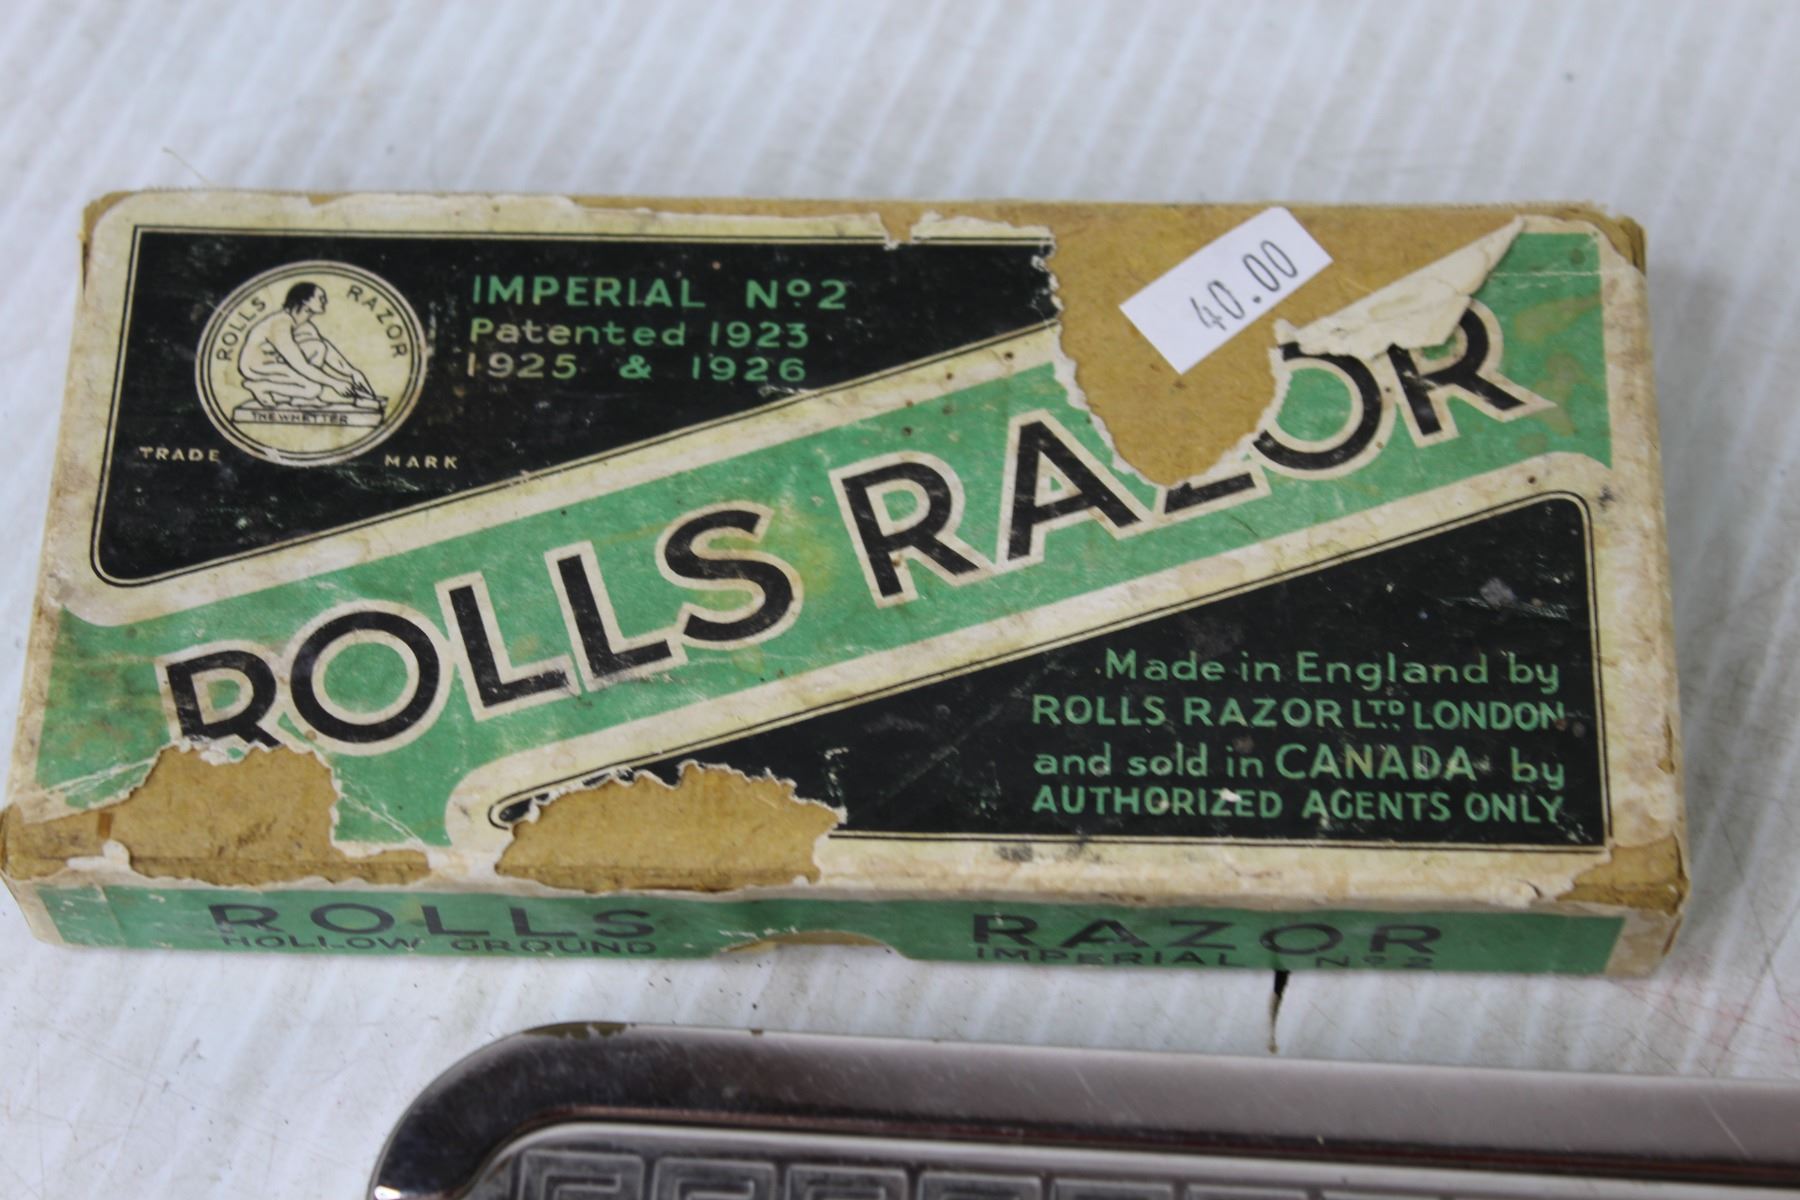 ROLLS RAZOR
THE WHETTER
TRADE MARK
IMPERIAL Nº2
Patented 1923
1925 & 1926
40.00
ROLLS RAZOR
Made in England by
ROLLS RAZOR LTD LONDON
and sold in CANADA by
AUTHORIZED AGENTS ONLY
ROLLS RAZOR
HOLLOW GROUND IMPERIAL Nº2